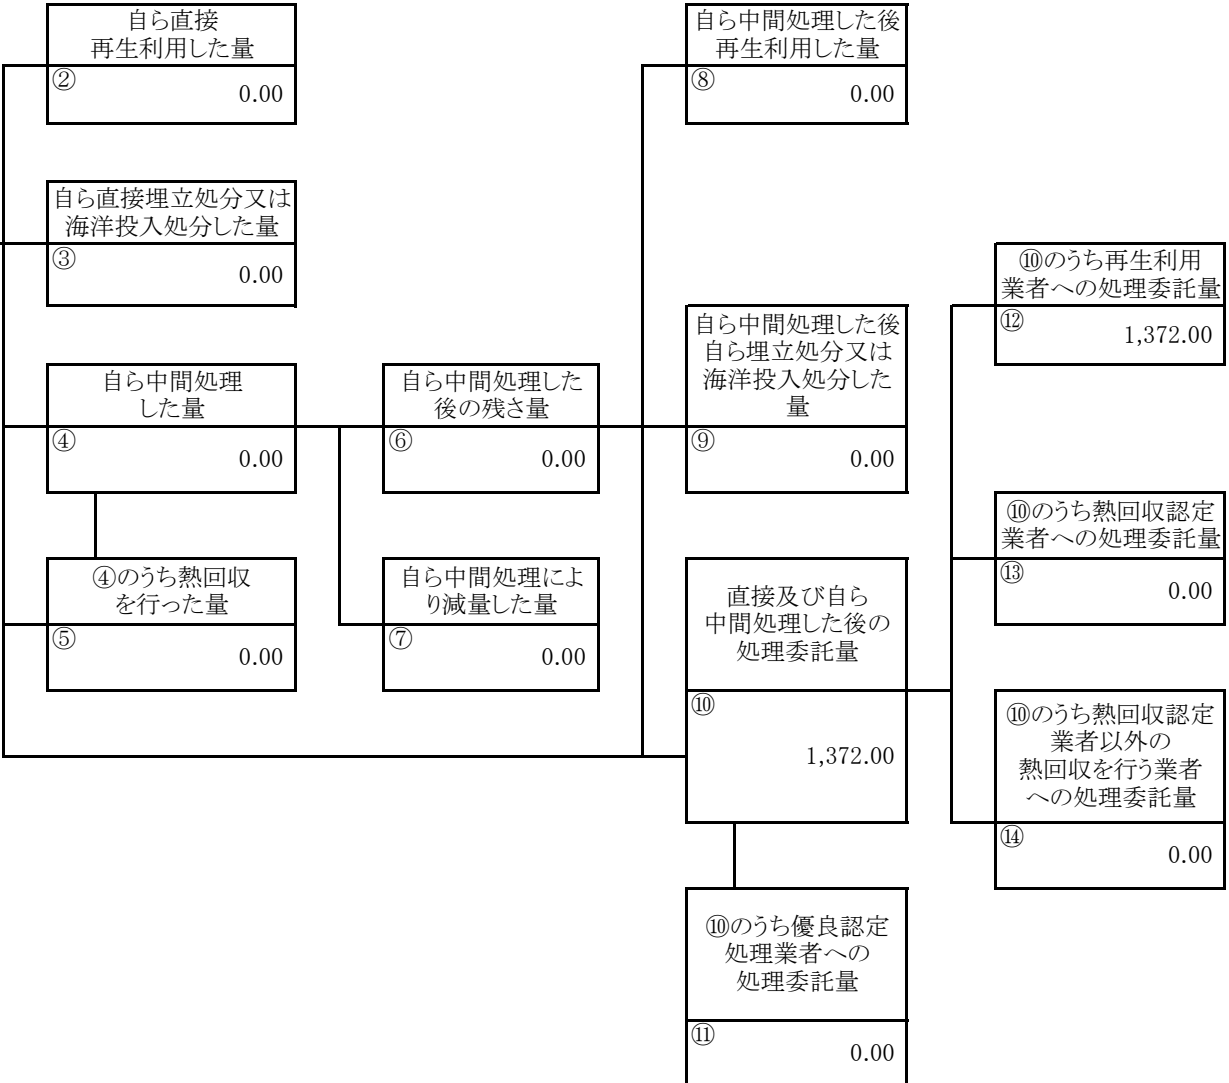 自ら直接
再生利用した量
②
0.00
自ら中間処理した後
再生利用した量
⑧
0.00
自ら直接埋立処分又は
海洋投入処分した量
③
0.00
⑩のうち再生利用
業者への処理委託量
⑫
1,372.00
自ら中間処理した後
自ら埋立処分又は
海洋投入処分した
量
⑨
0.00
自ら中間処理
した量
④
0.00
自ら中間処理した
後の残さ量
⑥
0.00
⑩のうち熱回収認定
業者への処理委託量
⑬
0.00
④のうち熱回収
を行った量
⑤
0.00
自ら中間処理によ
り減量した量
⑦
0.00
直接及び自ら
中間処理した後の
処理委託量
⑩
1,372.00
⑩のうち熱回収認定
業者以外の
熱回収を行う業者
への処理委託量
⑭
0.00
⑩のうち優良認定
処理業者への
処理委託量
⑪
0.00